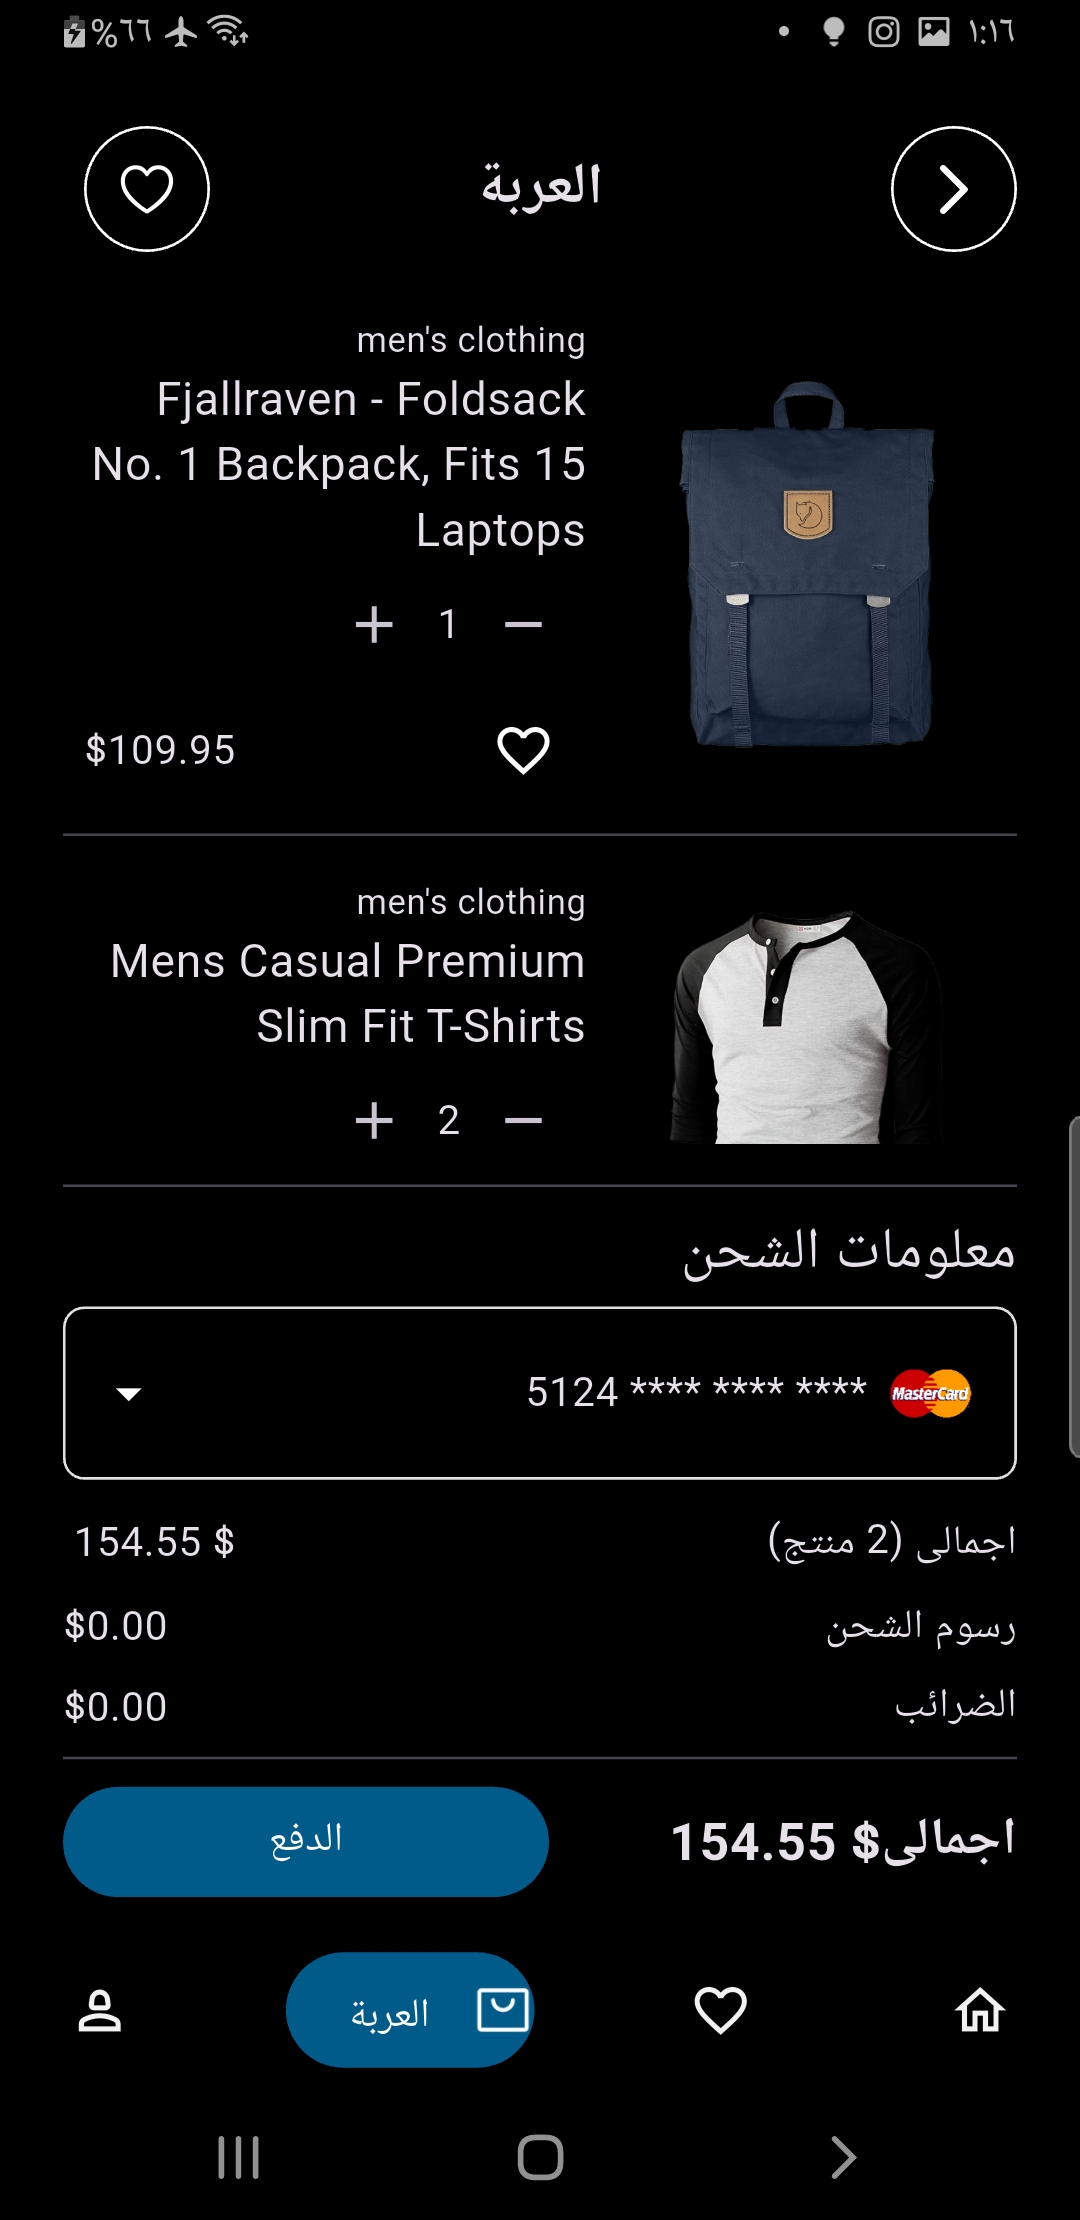 ١:١٦
%٦٦
العربة
men's clothing
Fjallraven - Foldsack
No. 1 Backpack, Fits 15
Laptops
1
$109.95
men's clothing
Mens Casual Premium
Slim Fit T-Shirts
2
معلومات الشحن
MasterCard
5124 **** **** ****
اجمالى (2 منتج)
154.55 $
رسوم الشحن
$0.00
الضرائب
$0.00
اجمالى$ 154.55
الدفع
العربة